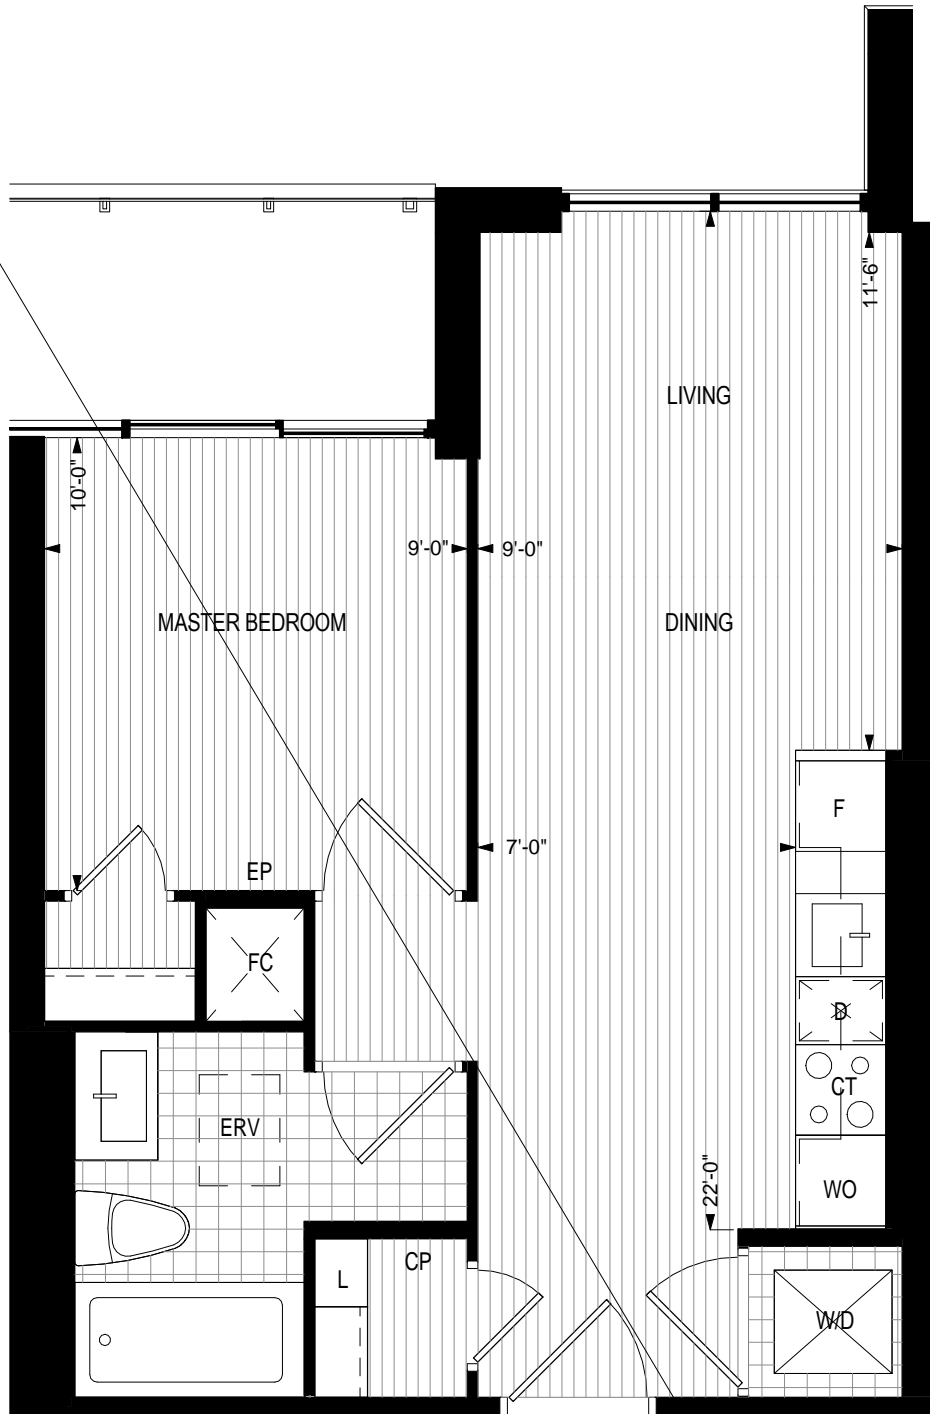 11'-6"
LIVING
10'-0"
9'-0"
9'-0"
MASTER BEDROOM
DINING
F
7'-0"
EP
FC
D
CT
ERV
22'-0"
WO
CP
L
W/D